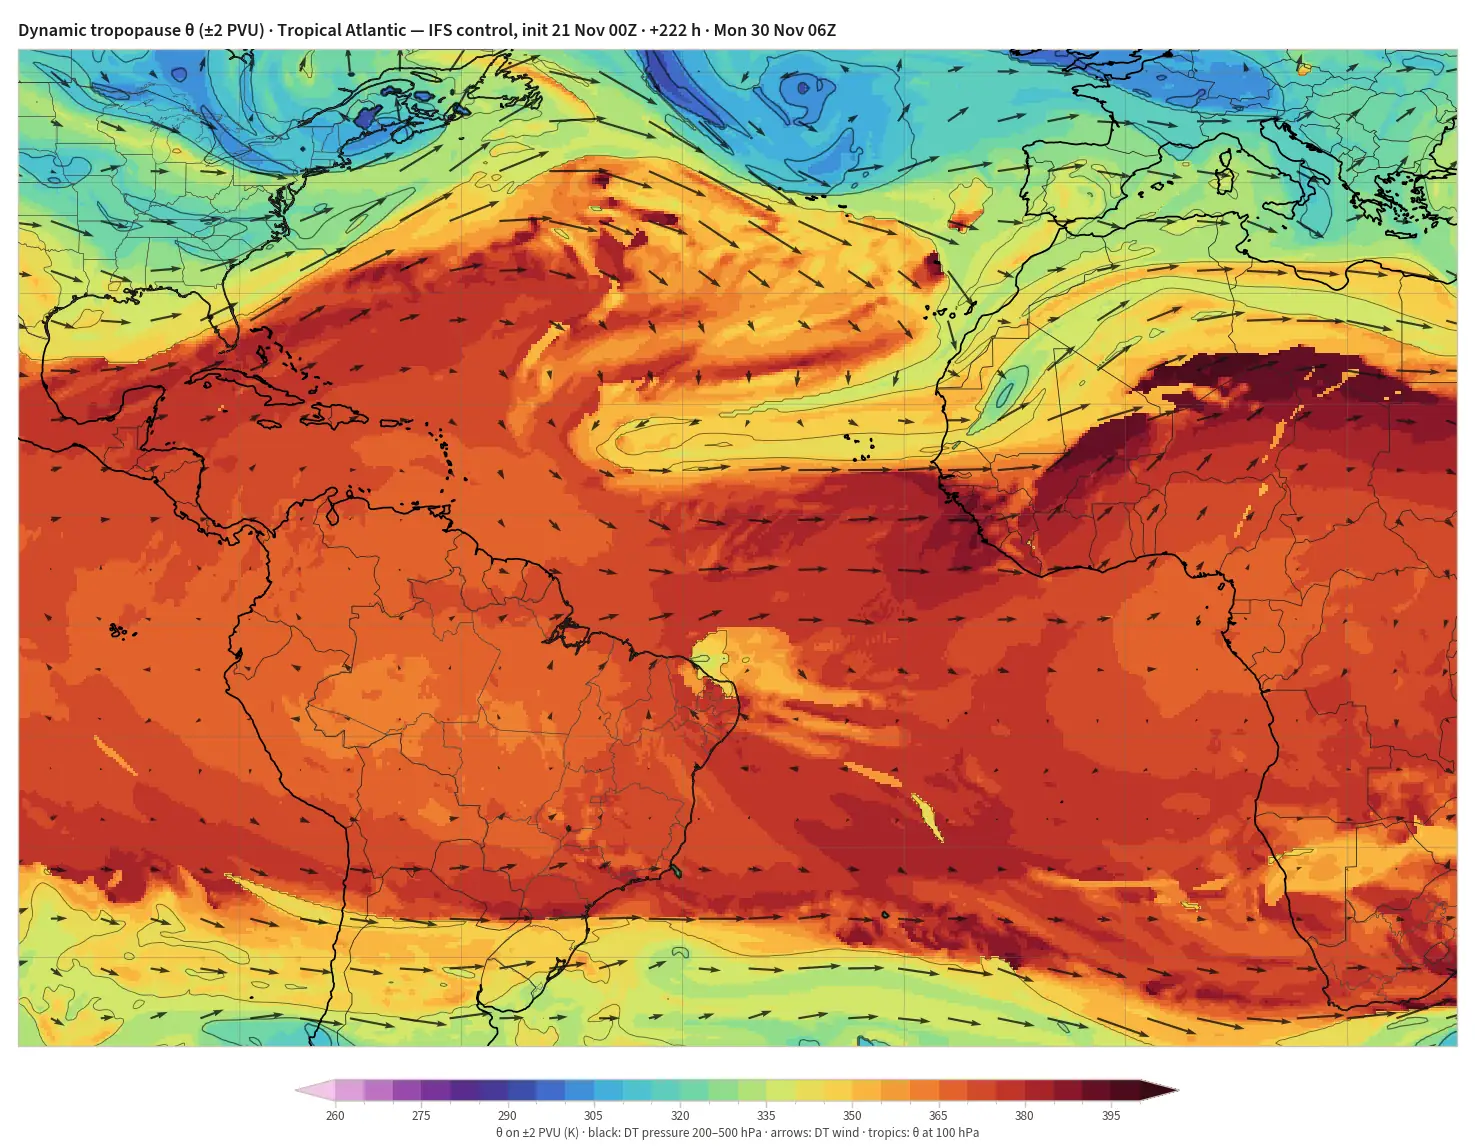 Dynamic tropopause θ (±2 PVU) · Tropical Atlantic — IFS control, init 21 Nov 00Z · +222 h · Mon 30 Nov 06Z
260 275 290 305 320 335 350 365 380 395
θ on ±2 PVU (K) · black: DT pressure 200–500 hPa · arrows: DT wind · tropics: θ at 100 hPa